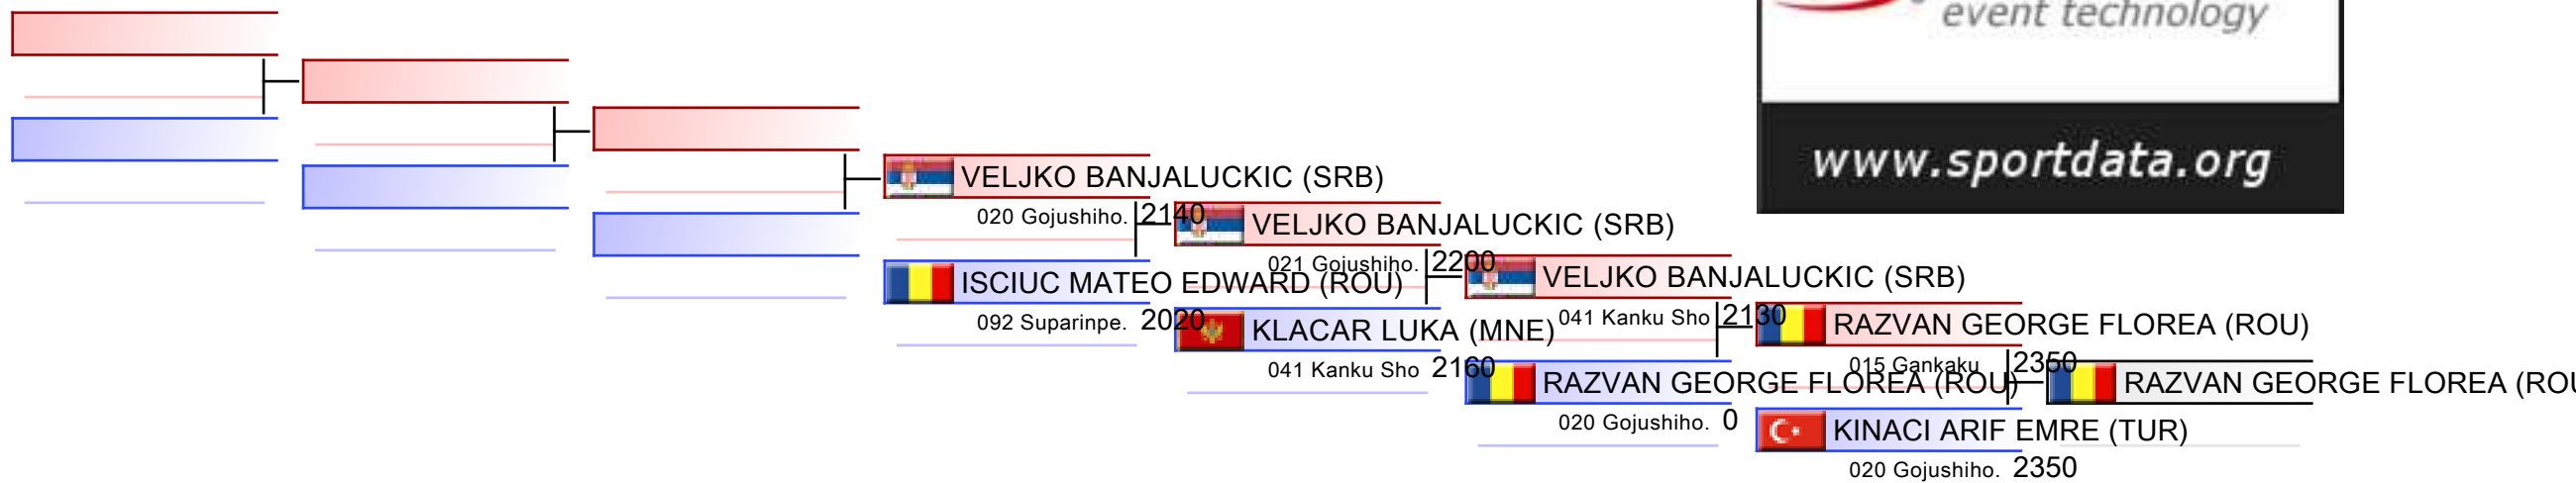 event technology
www.sportdata.org
VELJKO BANJALUCKIC (SRB)
020 Gojushiho. 2140
ISCIUC MATEO EDWARD (ROU)
092 Suparinpe. 2020
VELJKO BANJALUCKIC (SRB)
021 Gojushiho. 2200
KLACAR LUKA (MNE)
041 Kanku Sho 2160
VELJKO BANJALUCKIC (SRB)
041 Kanku Sho 2130
RAZVAN GEORGE FLOREA (ROU)
020 Gojushiho. 0
RAZVAN GEORGE FLOREA (ROU)
015 Gankaku 2350
KINACI ARIF EMRE (TUR)
020 Gojushiho. 2350
RAZVAN GEORGE FLOREA (ROU